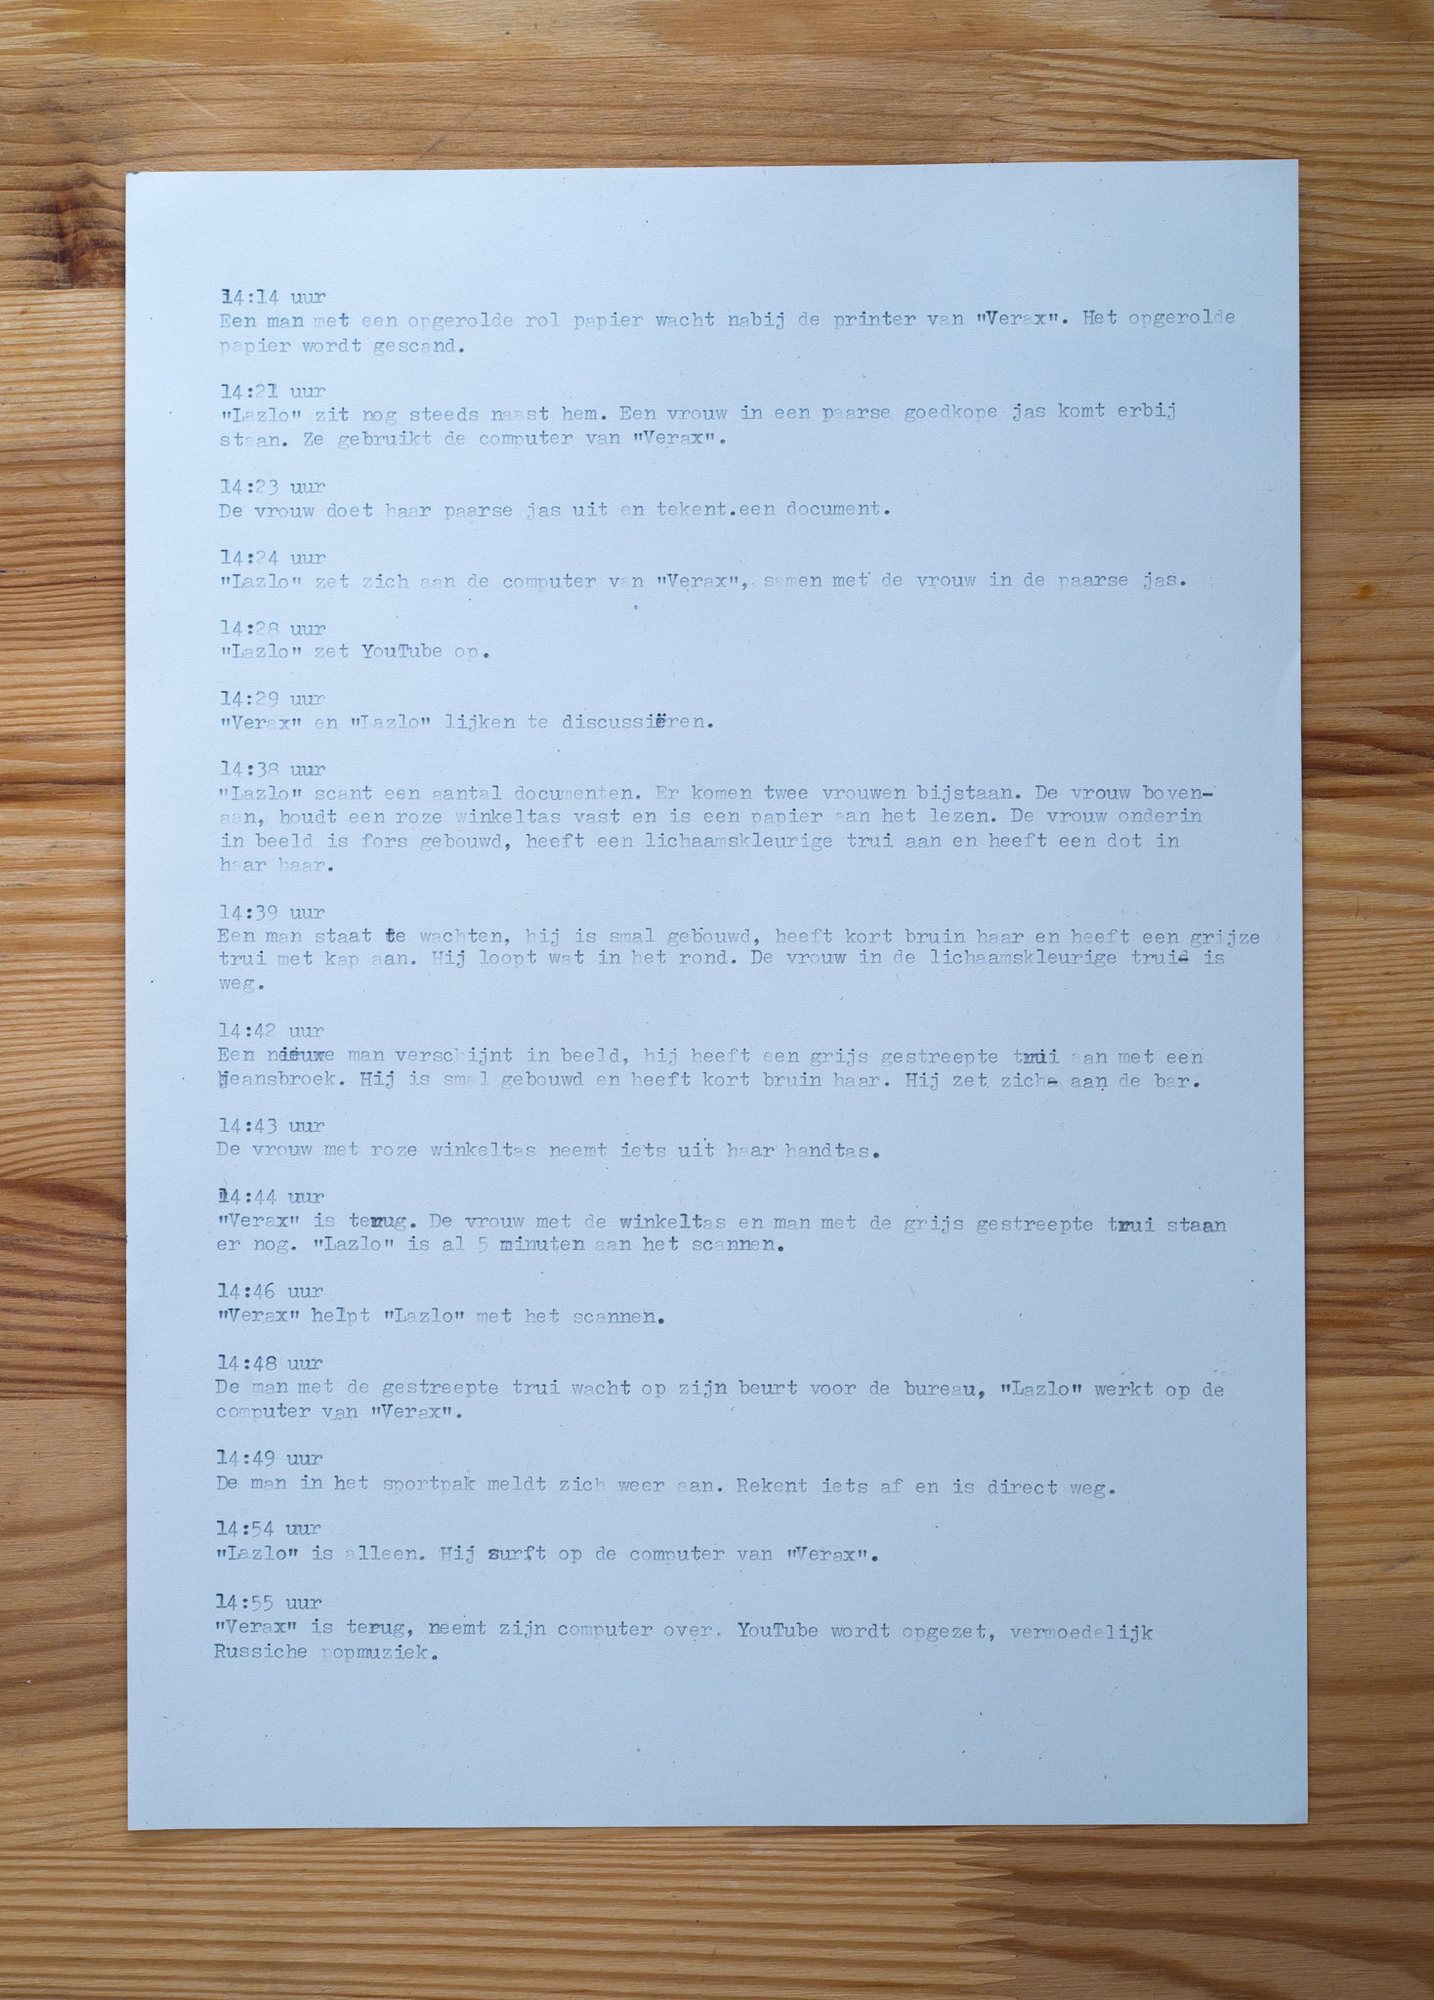 14:14 uur
Een man met een opgerolde rol papier wacht nabij de printer van "Verax". Het opgerolde
papier wordt gescand.
14:21 uur
"Lazlo" zit nog steeds naast hem. Een vrouw in een paarse goedkope jas komt erbij
staan. Ze gebruikt de computer van "Verax".
14:23 uur
De vrouw doet haar paarse jas uit en tekent.een document.
14:24 uur
"Lazlo" zet zich aan de computer van "Verax", samen met de vrouw in de paarse jas.
14:28 uur
"Lazlo" zet YouTube op.
14:29 uur
"Verax" en "Lazlo" lijken te discussiëren.
14:38 uur
"Lazlo" scant een aantal documenten. Er komen twee vrouwen bijstaan. De vrouw boven-
aan, houdt een roze winkeltas vast en is een papier aan het lezen. De vrouw onderin
in beeld is fors gebouwd, heeft een lichaamskleurige trui aan en heeft een dot in
haar haar.
14:39 uur
Een man staat te wachten, hij is smal gebouwd, heeft kort bruin haar en heeft een grijze
trui met kap aan. Hij loopt wat in het rond. De vrouw in de lichaamskleurige trui is
weg.
14:42 uur
Een nieuwe man verschijnt in beeld, hij heeft een grijs gestreepte trui aan met een
jeansbroek. Hij is smal gebouwd en heeft kort bruin haar. Hij zet zich aan de bar.
14:43 uur
De vrouw met roze winkeltas neemt iets uit haar handtas.
14:44 uur
"Verax" is terug. De vrouw met de winkeltas en man met de grijs gestreepte trui staan
er nog. "Lazlo" is al 5 minuten aan het scannen.
14:46 uur
"Verax" helpt "Lazlo" met het scannen.
14:48 uur
De man met de gestreepte trui wacht op zijn beurt voor de bureau, "Lazlo" werkt op de
computer van "Verax".
14:49 uur
De man in het sportpak meldt zich weer aan. Rekent iets af en is direct weg.
14:54 uur
"Lazlo" is alleen. Hij surft op de computer van "Verax".
14:55 uur
"Verax" is terug, neemt zijn computer over. YouTube wordt opgezet, vermoedelijk
Russiche popmuziek.